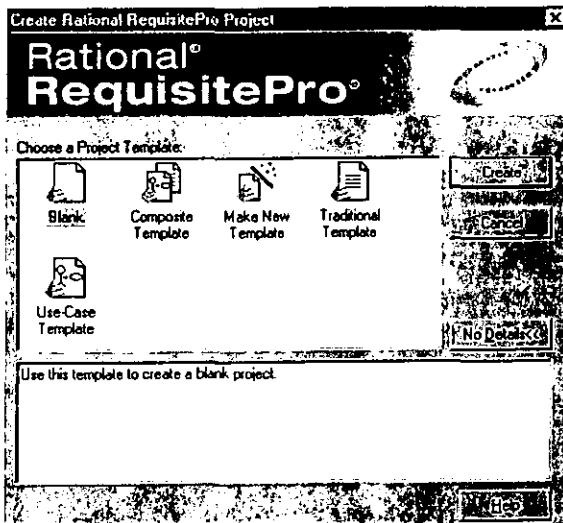 Create Rational RequisitePro Project
Rational®
RequisitePro®
Choose a Project Template:
Blank
Composite Template
Make New Template
Traditional Template
Use-Case Template
Create
Cancel
No Details<<
Use this template to create a blank project.
Help